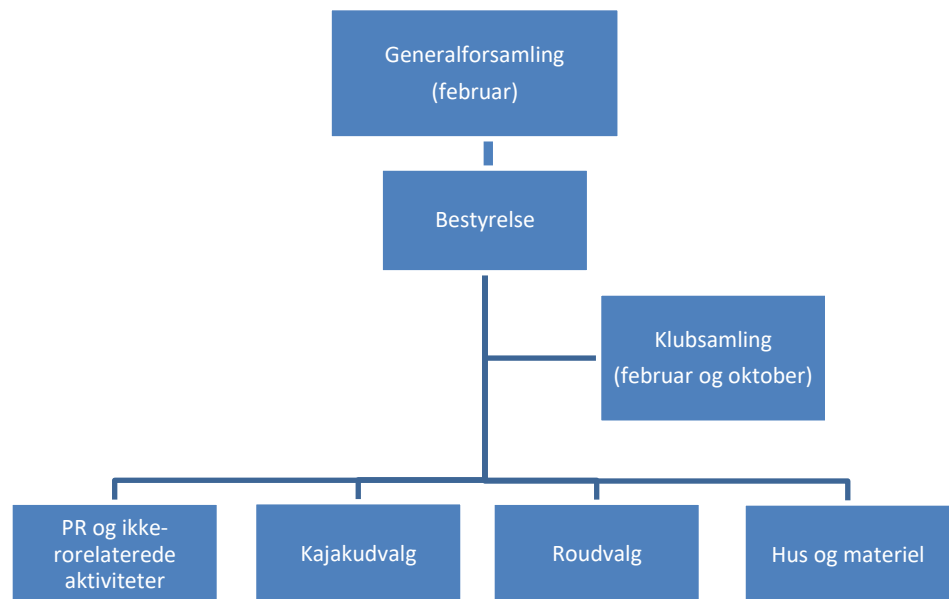 Generalforsamling
(februar)
Bestyrelse
Klubsamling
(februar og oktober)
PR og ikke-
rorelaterede
aktiviteter
Kajakudvalg
Roudvalg
Hus og materiel